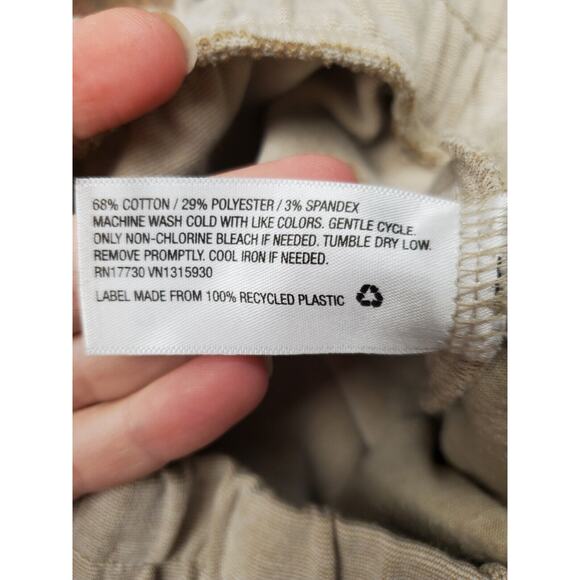 68% COTTON / 29% POLYESTER / 3% SPANDEX
MACHINE WASH COLD WITH LIKE COLORS. GENTLE CYCLE.
ONLY NON-CHLORINE BLEACH IF NEEDED. TUMBLE DRY LOW.
REMOVE PROMPTLY. COOL IRON IF NEEDED.
RN17730 VN1315930
LABEL MADE FROM 100% RECYCLED PLASTIC